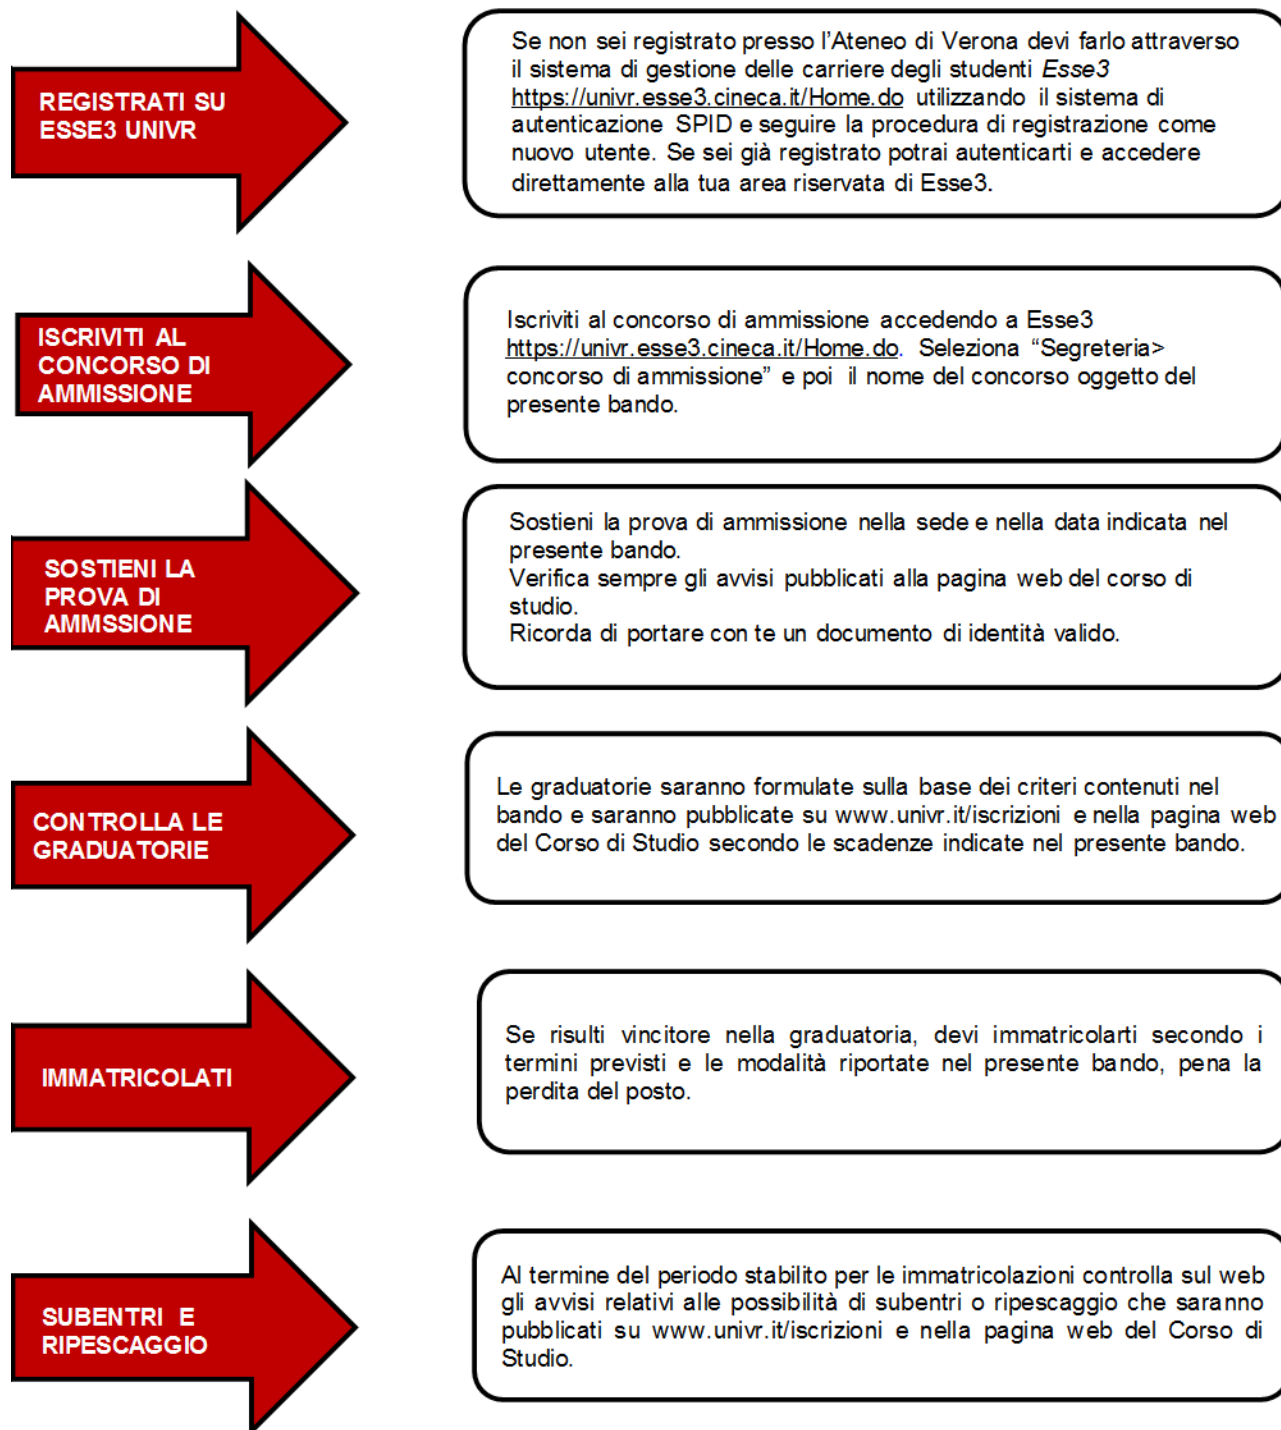 REGISTRATI SU
ESSE3 UNIVR
Se non sei registrato presso l'Ateneo di Verona devi farlo attraverso
il sistema di gestione delle carriere degli studenti Esse3
https://univr.esse3.cineca.it/Home.do utilizzando il sistema di
autenticazione SPID e seguire la procedura di registrazione come
nuovo utente. Se sei già registrato potrai autenticarti e accedere
direttamente alla tua area riservata di Esse3.
ISCRIVITI AL
CONCORSO DI
AMMISSIONE
Iscriviti al concorso di ammissione accedendo a Esse3
https://univr.esse3.cineca.it/Home.do. Seleziona “Segreteria>
concorso di ammissione” e poi il nome del concorso oggetto del
presente bando.
SOSTIENI LA
PROVA DI
AMMSSIONE
Sostieni la prova di ammissione nella sede e nella data indicata nel
presente bando.
Verifica sempre gli avvisi pubblicati alla pagina web del corso di
studio.
Ricorda di portare con te un documento di identità valido.
CONTROLLA LE
GRADUATORIE
Le graduatorie saranno formulate sulla base dei criteri contenuti nel
bando e saranno pubblicate su www.univr.it/iscrizioni e nella pagina web
del Corso di Studio secondo le scadenze indicate nel presente bando.
IMMATRICOLATI
Se risulti vincitore nella graduatoria, devi immatricolarti secondo i
termini previsti e le modalità riportate nel presente bando, pena la
perdita del posto.
SUBENTRI E
RIPESCAGGIO
Al termine del periodo stabilito per le immatricolazioni controlla sul web
gli avvisi relativi alle possibilità di subentri o ripescaggio che saranno
pubblicati su www.univr.it/iscrizioni e nella pagina web del Corso di
Studio.